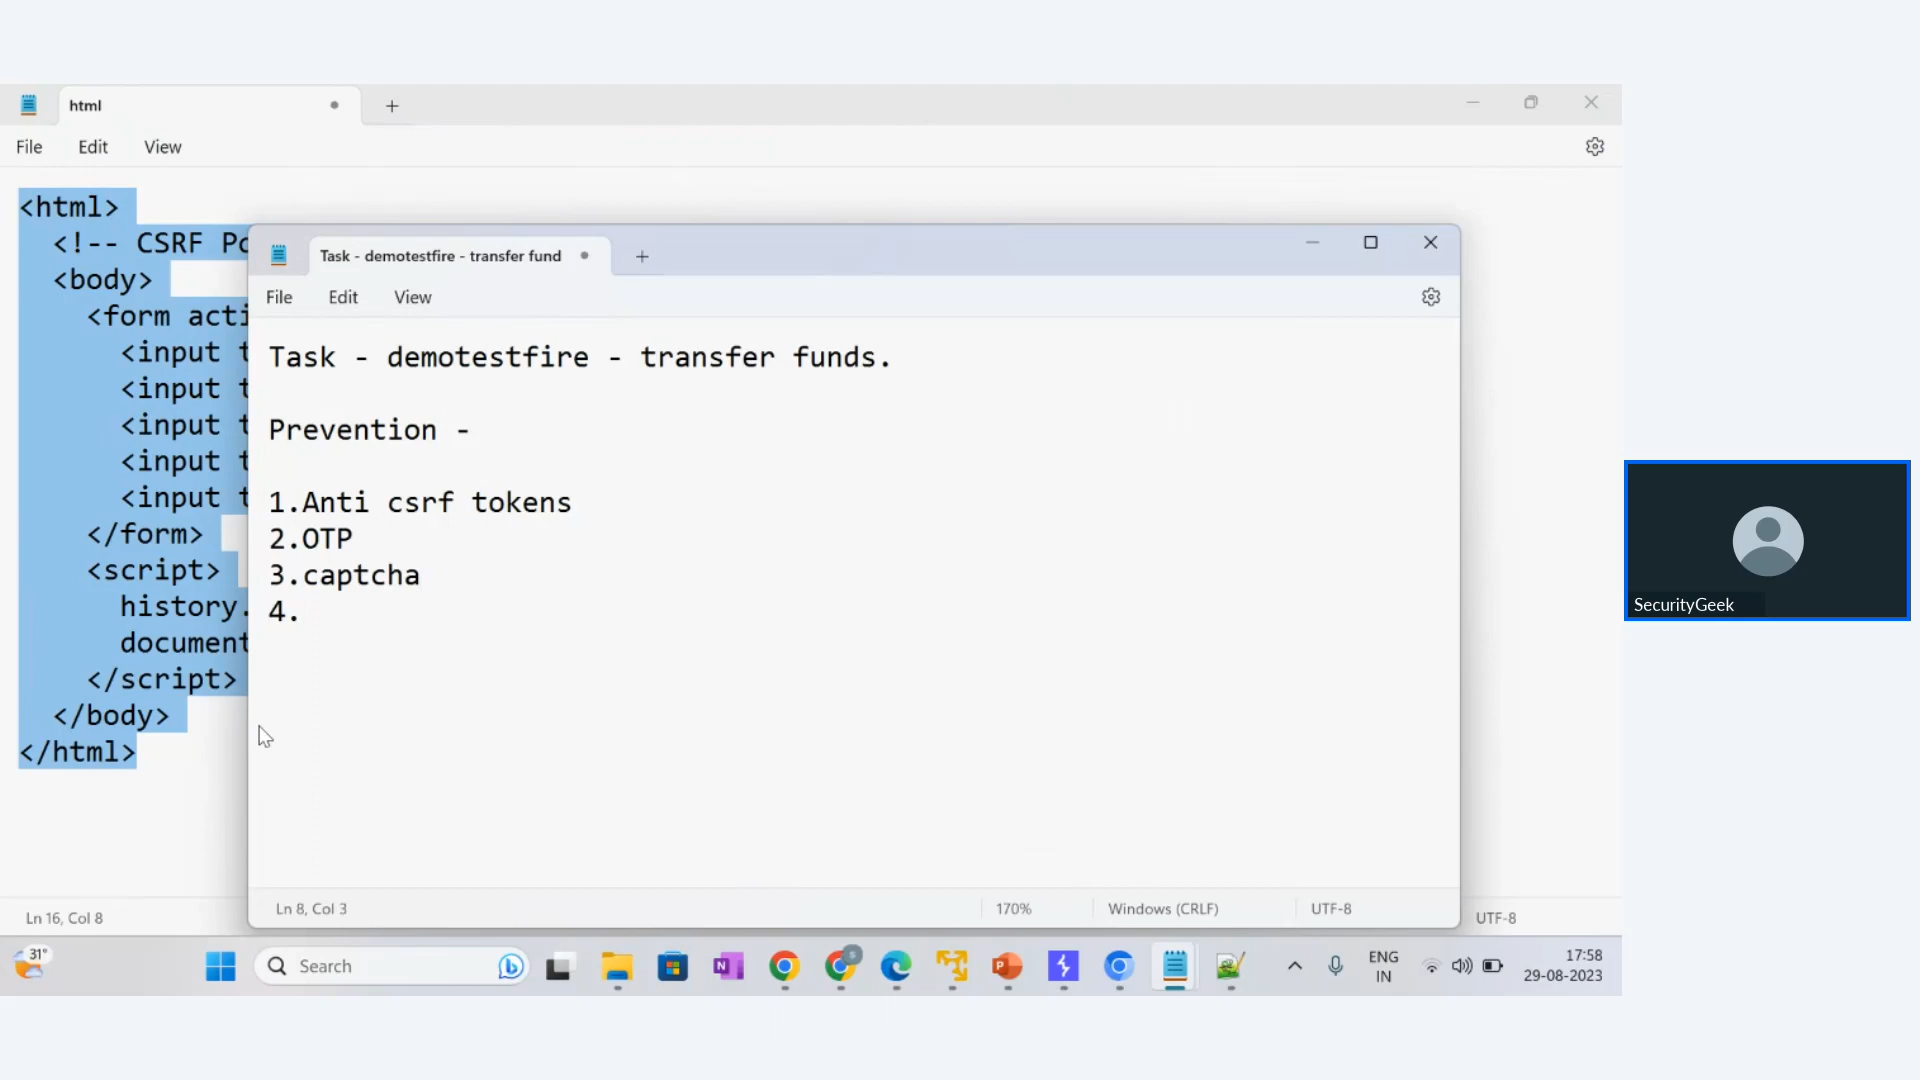 html
File Edit View
<html>
<!-- CSRF Po
<body>
<form acti
<input t
<input t
<input t
<input t
<input t
</form>
<script>
history.
document
</script>
</body>
</html>
Ln 16, Col 8
UTF-8
Task - demotestfire - transfer fund
File Edit View
Task - demotestfire - transfer funds.
Prevention -
1.Anti csrf tokens
2.OTP
3.captcha
4.
Ln 8, Col 3 170% Windows (CRLF) UTF-8
SecurityGeek
31°
Search
ENG
IN
17:58
29-08-2023